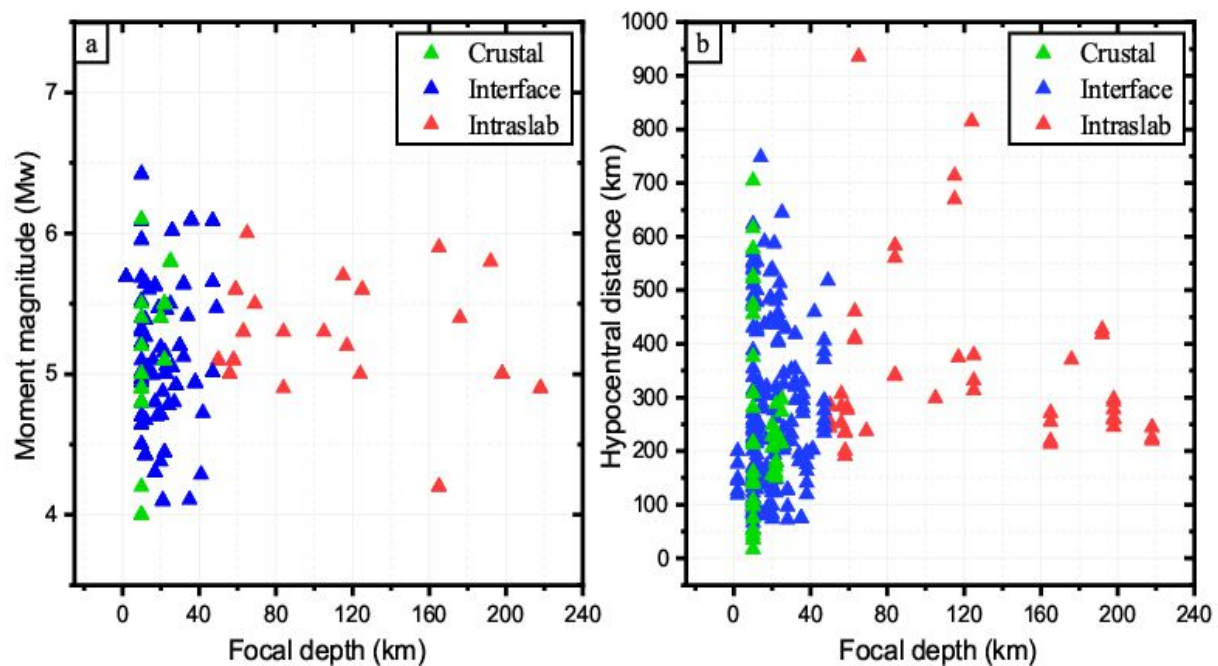 a
Crustal
Interface
Intraslab
7
6
5
4
Moment magnitude (Mw)
0 40 80 120 160 200 240
Focal depth (km)
b
Crustal
Interface
Intraslab
1000
900
800
700
600
500
400
300
200
100
0
Hypocentral distance (km)
0 40 80 120 160 200 240
Focal depth (km)